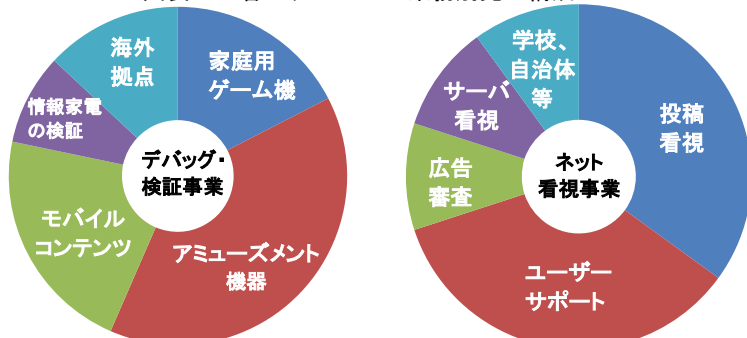 海外
拠点
家庭用
ゲーム機
情報家電
の検証
デバッグ・
検証事業
モバイル
コンテンツ
アミューズメント
機器
学校、
自治体
等
サーバ
看視
投稿
看視
広告
審査
ネット
看視事業
ユーザー
サポート